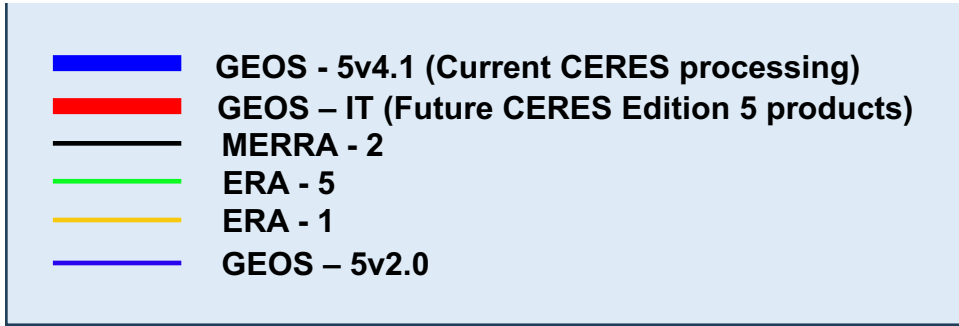 GEOS - 5v4.1 (Current CERES processing)
GEOS – IT (Future CERES Edition 5 products)
MERRA - 2
ERA - 5
ERA - 1
GEOS – 5v2.0